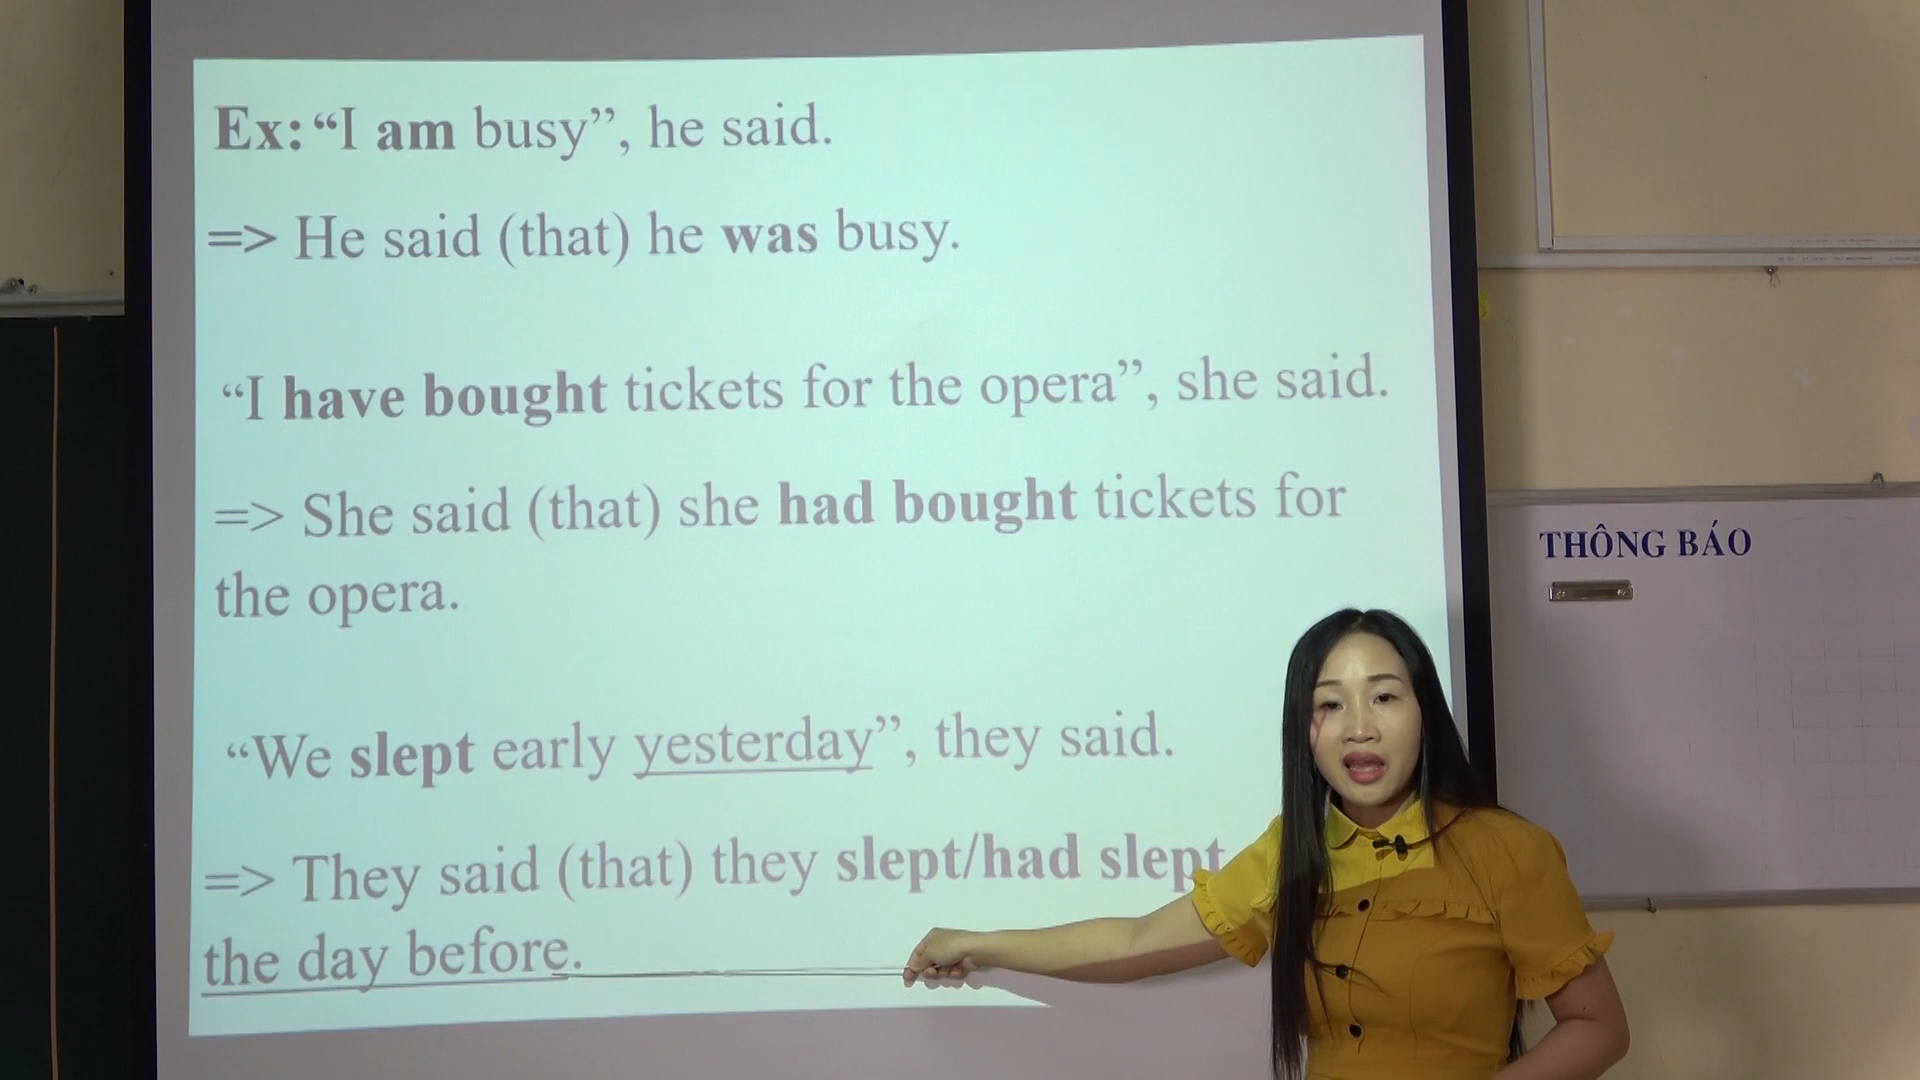 Ex: “I am busy”, he said.
=> He said (that) he was busy.
“I have bought tickets for the opera”, she said.
=> She said (that) she had bought tickets for
the opera.
“We slept early yesterday”, they said.
=> They said (that) they slept/had slept
the day before.
THÔNG BÁO